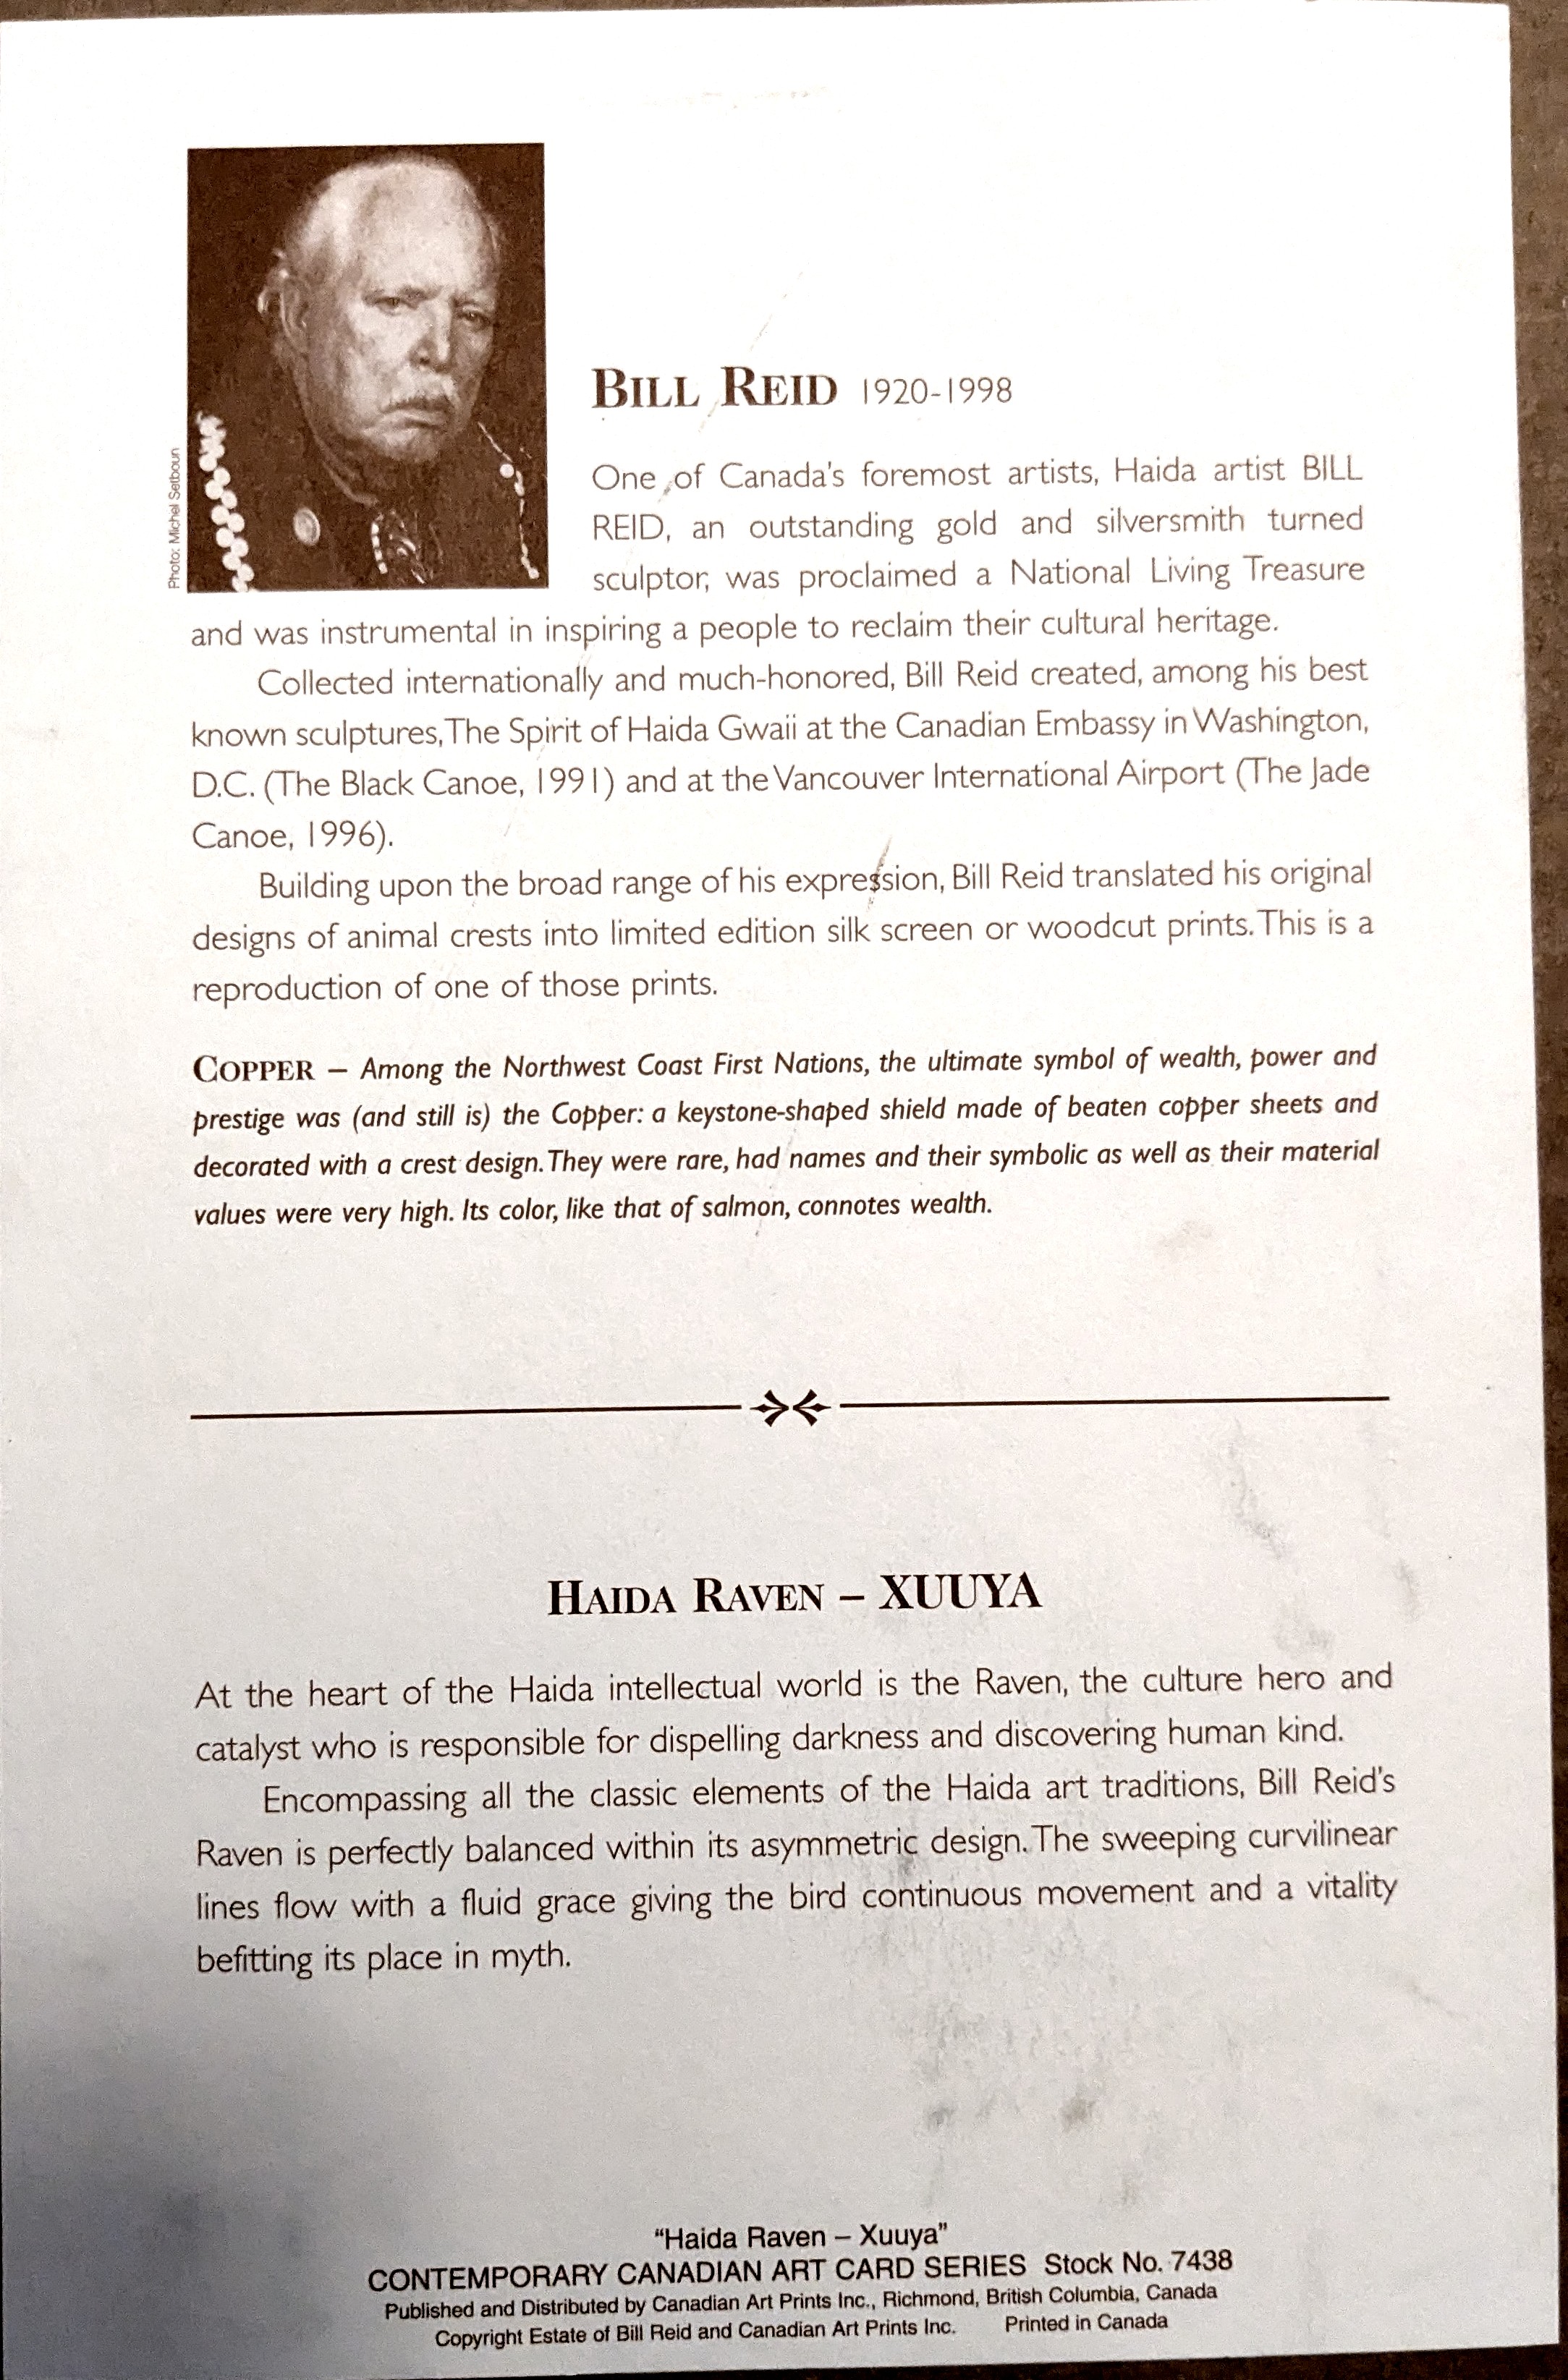 Photo: Michel Setboun
BILL REID 1920-1998
One of Canada's foremost artists, Haida artist BILL
REID, an outstanding gold and silversmith turned
sculptor, was proclaimed a National Living Treasure
and was instrumental in inspiring a people to reclaim their cultural heritage.
Collected internationally and much-honored, Bill Reid created, among his best
known sculptures, The Spirit of Haida Gwaii at the Canadian Embassy in Washington,
D.C. (The Black Canoe, 1991) and at the Vancouver International Airport (The Jade
Canoe, 1996).
Building upon the broad range of his expression, Bill Reid translated his original
designs of animal crests into limited edition silk screen or woodcut prints. This is a
reproduction of one of those prints.
COPPER – Among the Northwest Coast First Nations, the ultimate symbol of wealth, power and
prestige was (and still is) the Copper: a keystone-shaped shield made of beaten copper sheets and
decorated with a crest design. They were rare, had names and their symbolic as well as their material
values were very high. Its color, like that of salmon, connotes wealth.
HAIDA RAVEN – XUUYA
At the heart of the Haida intellectual world is the Raven, the culture hero and
catalyst who is responsible for dispelling darkness and discovering human kind.
Encompassing all the classic elements of the Haida art traditions, Bill Reid's
Raven is perfectly balanced within its asymmetric design. The sweeping curvilinear
lines flow with a fluid grace giving the bird continuous movement and a vitality
befitting its place in myth.
"Haida Raven – Xuuya"
CONTEMPORARY CANADIAN ART CARD SERIES Stock No. 7438
Published and Distributed by Canadian Art Prints Inc., Richmond, British Columbia, Canada
Copyright Estate of Bill Reid and Canadian Art Prints Inc. Printed in Canada